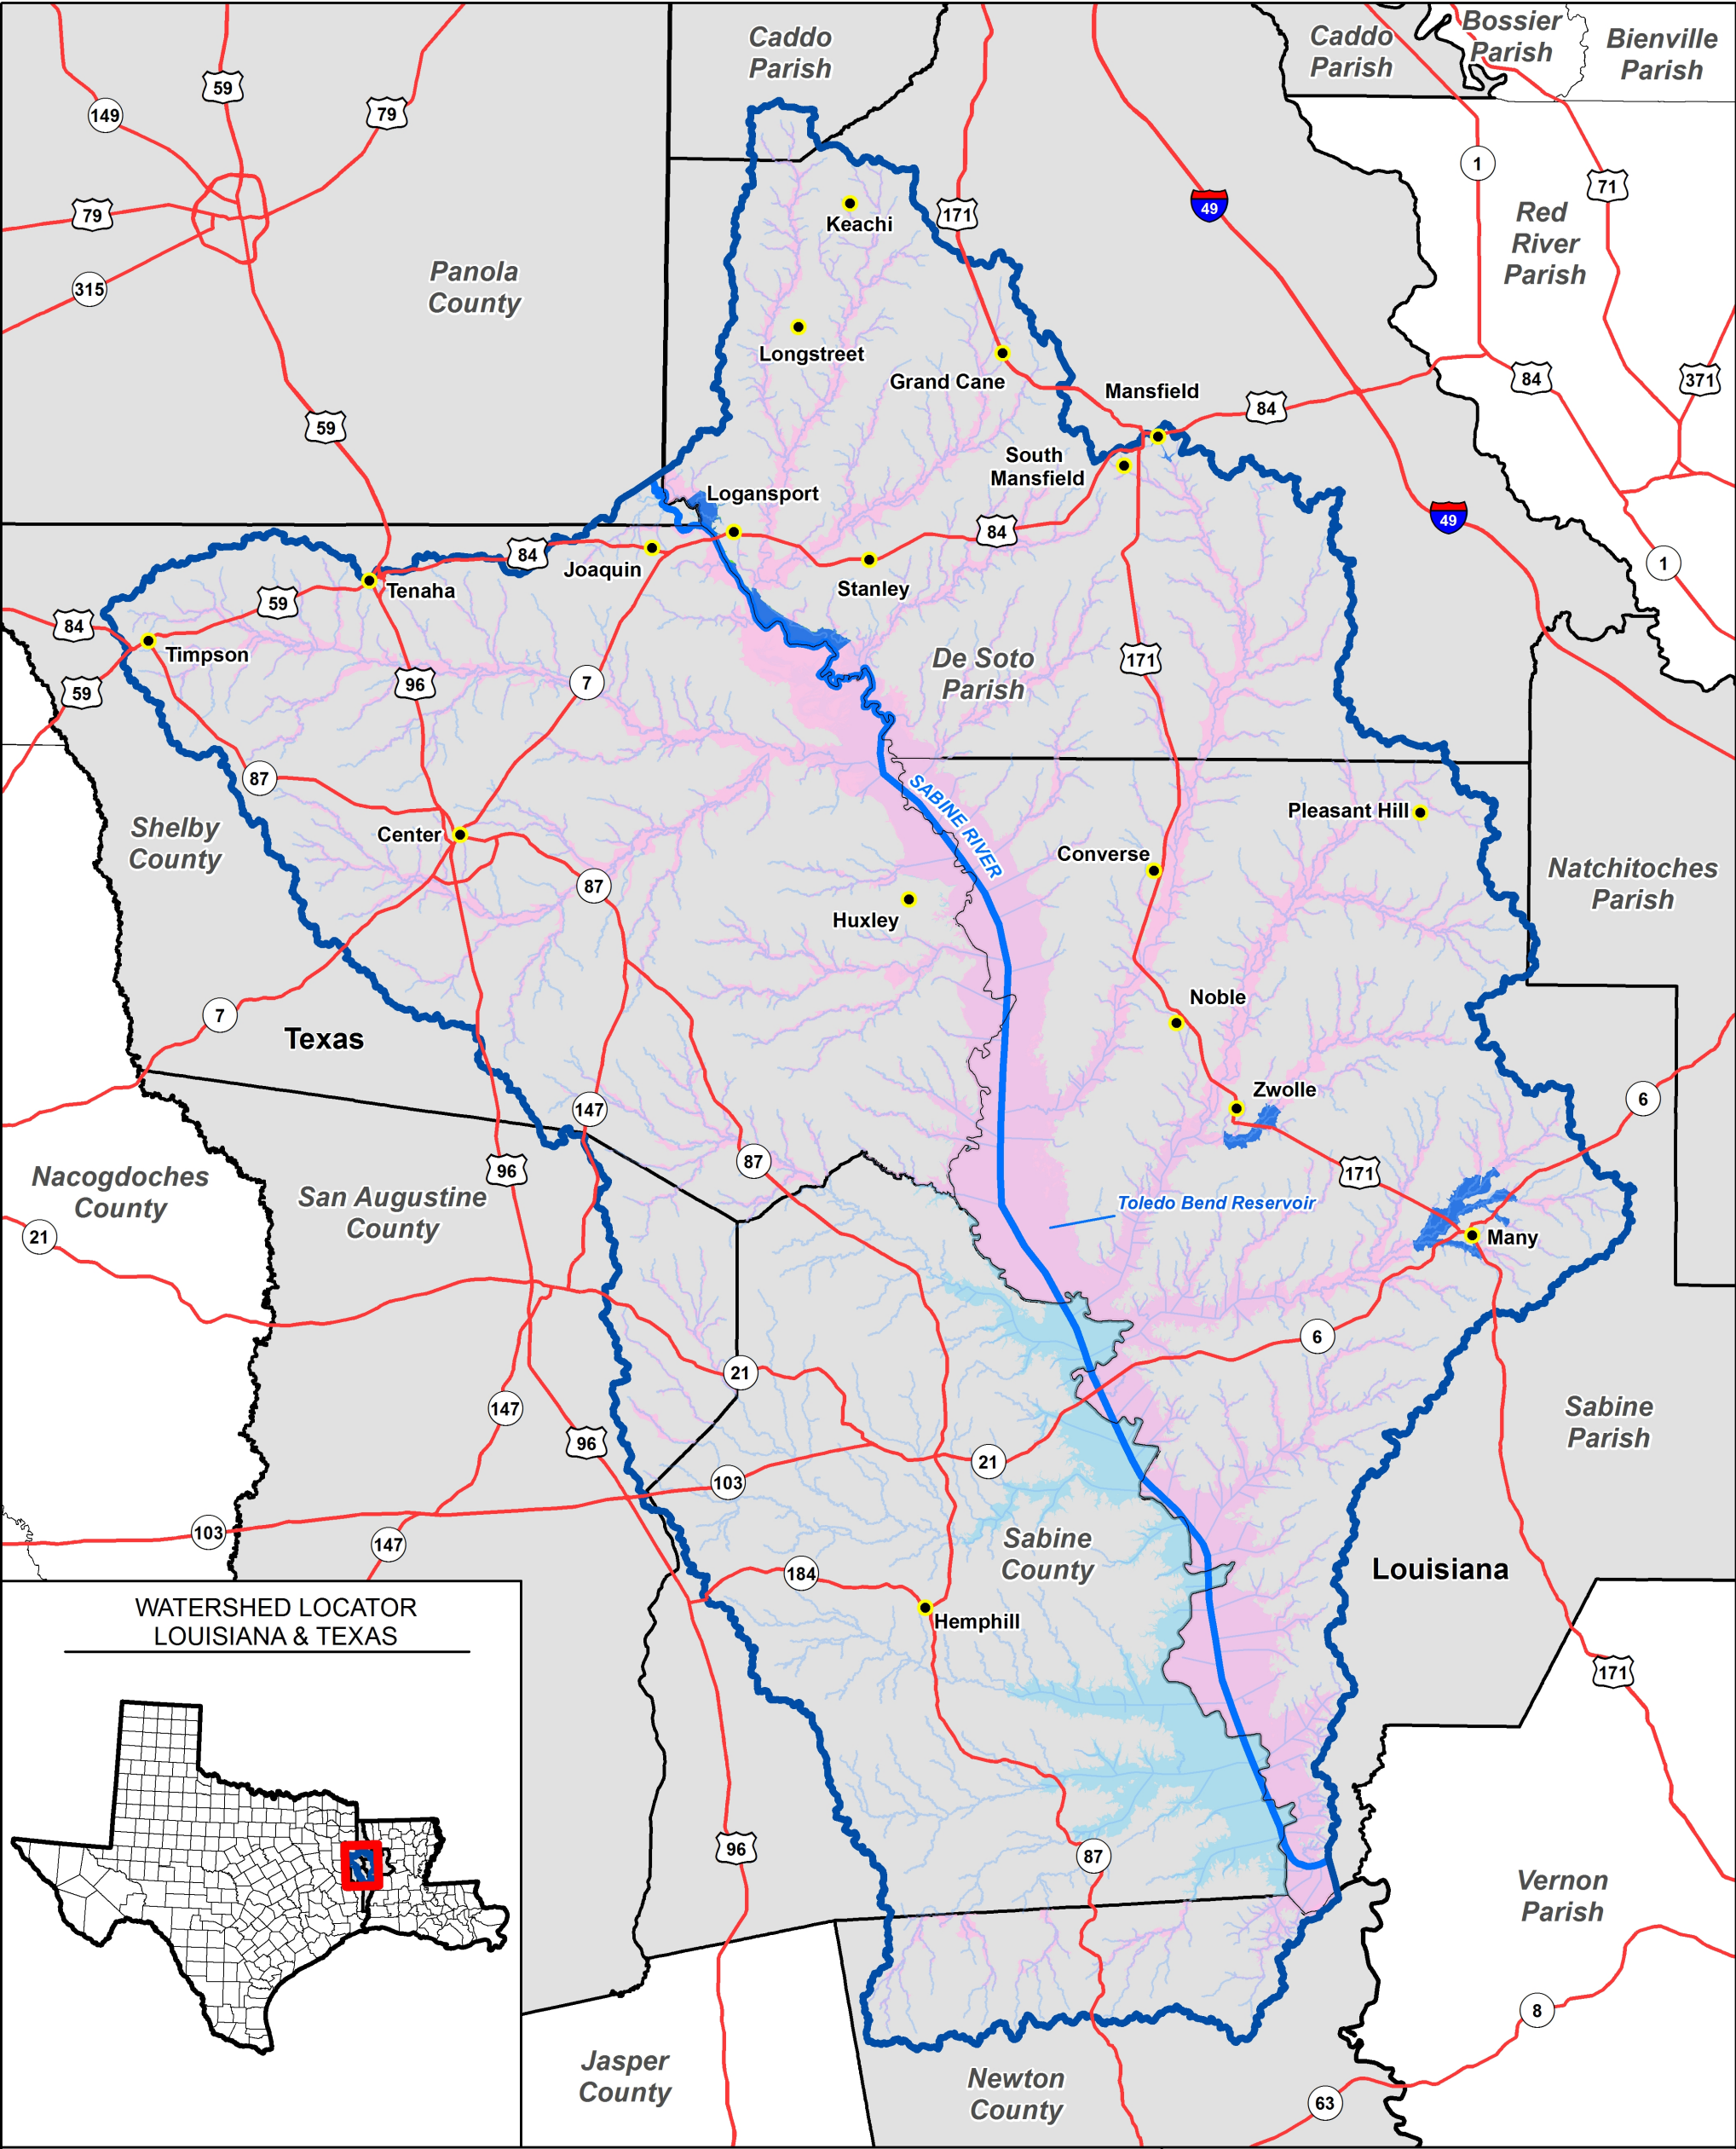 Caddo
Parish
Caddo
Parish
Bossier
Parish
Bienville
Parish
59
149
79
1
71
79
171
49
Keachi
Red
River
Parish
Panola
County
315
Longstreet
Grand Cane
Mansfield
84
84
371
59
South
Mansfield
Logansport
84
49
84
Joaquin
Stanley
1
Tenaha
59
84
Timpson
De Soto
Parish
171
59
96
7
87
SABINE RIVER
Pleasant Hill
Shelby
County
Center
Converse
Natchitoches
Parish
87
Huxley
Noble
7
Texas
Zwolle
147
6
87
Nacogdoches
County
96
San Augustine
County
171
Toledo Bend Reservoir
21
Many
6
21
147
Sabine
Parish
96
21
103
103
147
Sabine
County
Louisiana
184
Hemphill
WATERSHED LOCATOR
LOUISIANA & TEXAS
171
96
87
Vernon
Parish
8
Jasper
County
Newton
County
63